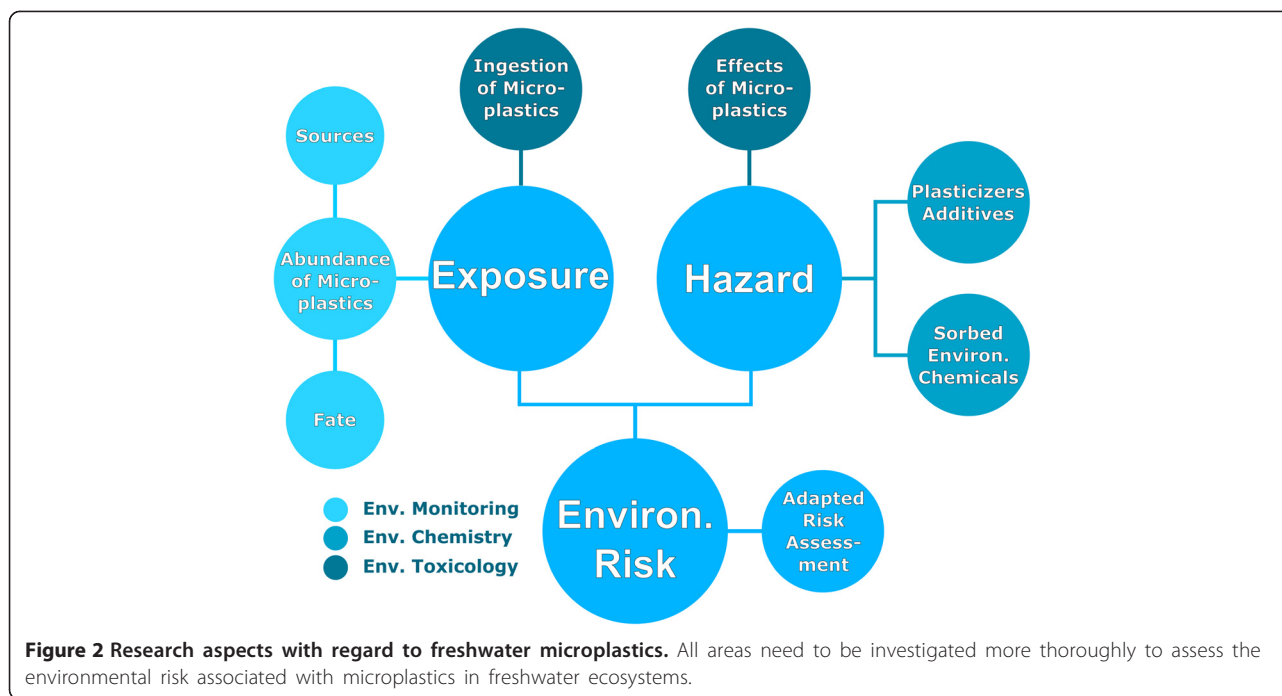 Ingestion
of Micro-
plastics
Effects
of Micro-
plastics
Sources
Plasticizers
Additives
Abundance
of Micro-
plastics
Exposure
Hazard
Sorbed
Environ.
Chemicals
Fate
Env. Monitoring
Env. Chemistry
Env. Toxicology
Environ.
Risk
Adapted
Risk
Assess-
ment
Figure 2 Research aspects with regard to freshwater microplastics. All areas need to be investigated more thoroughly to assess the
environmental risk associated with microplastics in freshwater ecosystems.